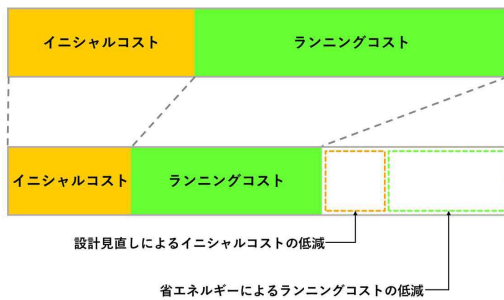 イニシャルコスト
ランニングコスト
イニシャルコスト
ランニングコスト
設計見直しによるイニシャルコストの低減
省エネルギーによるランニングコストの低減